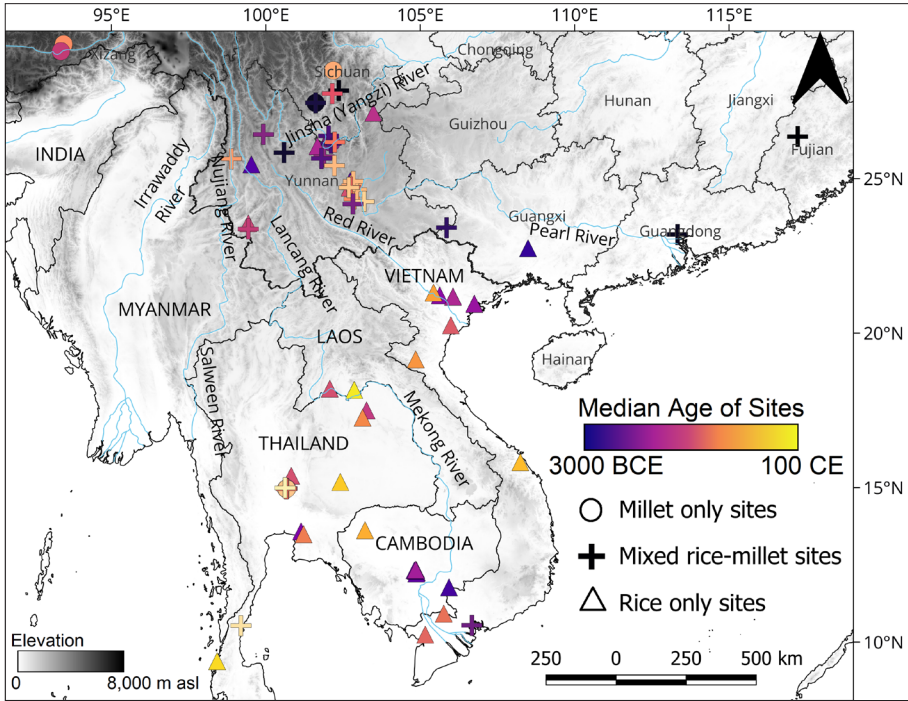 95°E 100°E 105°E 110°E 115°E
Chongqing
Xizang
Sichuan
Jinsha (Yangzi) River
Hunan
Jiangxi
Guizhou
Fujian
INDIA
Irrawaddy
River
Nujiang River
Yunnan
25°N
Lancang River
Red River
Guangxi
Pearl River
Guangdong
VIETNAM
MYANMAR
LAOS
20°N
Hainan
Salween River
Mekong River
THAILAND
Median Age of Sites
3000 BCE 100 CE
15°N
Millet only sites
CAMBODIA
Mixed rice-millet sites
Rice only sites
Elevation
0 8,000 m asl
10°N
250 0 250 500 km